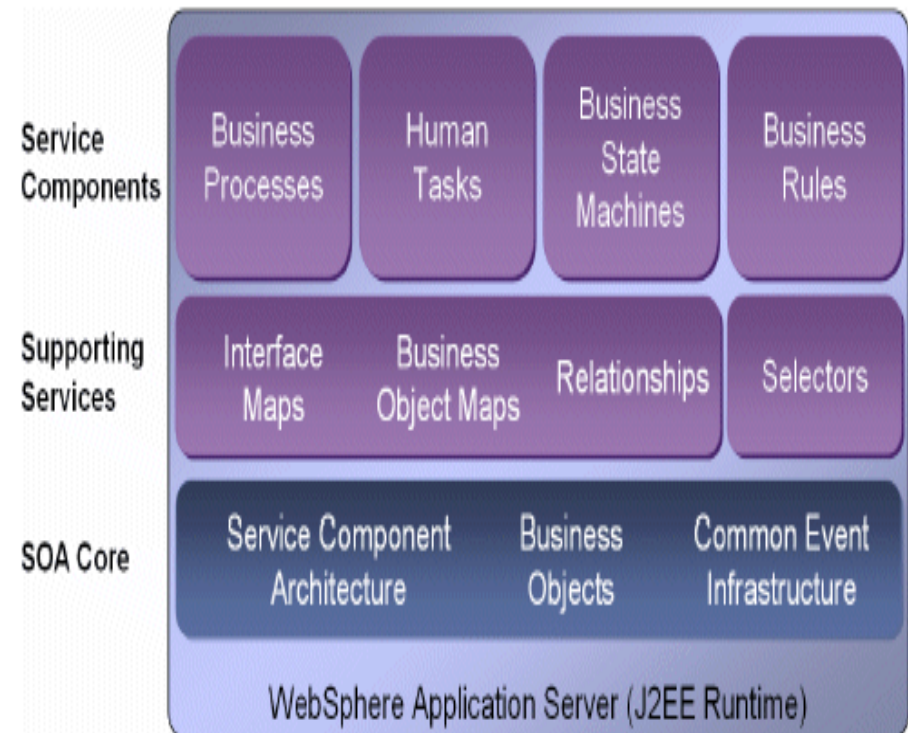 Service
Components
Business
Processes
Human
Tasks
Business
State
Machines
Business
Rules
Supporting
Services
Interface
Maps
Business
Object Maps
Relationships
Selectors
SOA Core
Service Component
Architecture
Business
Objects
Common Event
Infrastructure
WebSphere Application Server (J2EE Runtime)